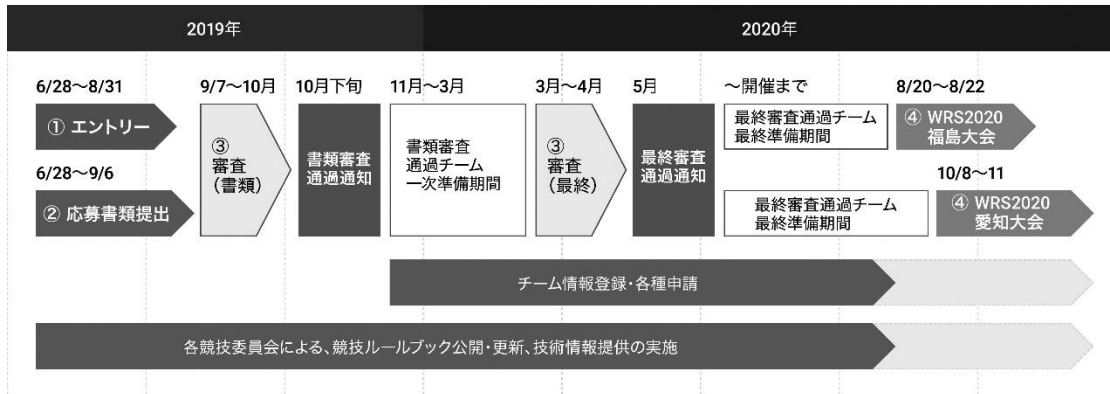 2019年
2020年
6/28～8/31
① エントリー
6/28～9/6
② 応募書類提出
9/7～10月
③
審査
(書類)
10月下旬
書類審査
通過通知
11月～3月
書類審査
通過チーム
一次準備期間
3月～4月
③
審査
(最終)
5月
最終審査
通過通知
～開催まで
最終審査通過チーム
最終準備期間
8/20～8/22
④ WRS2020
福島大会
最終審査通過チーム
最終準備期間
10/8～11
④ WRS2020
愛知大会
チーム情報登録・各種申請
各競技委員会による、競技ルールブック公開・更新、技術情報提供の実施